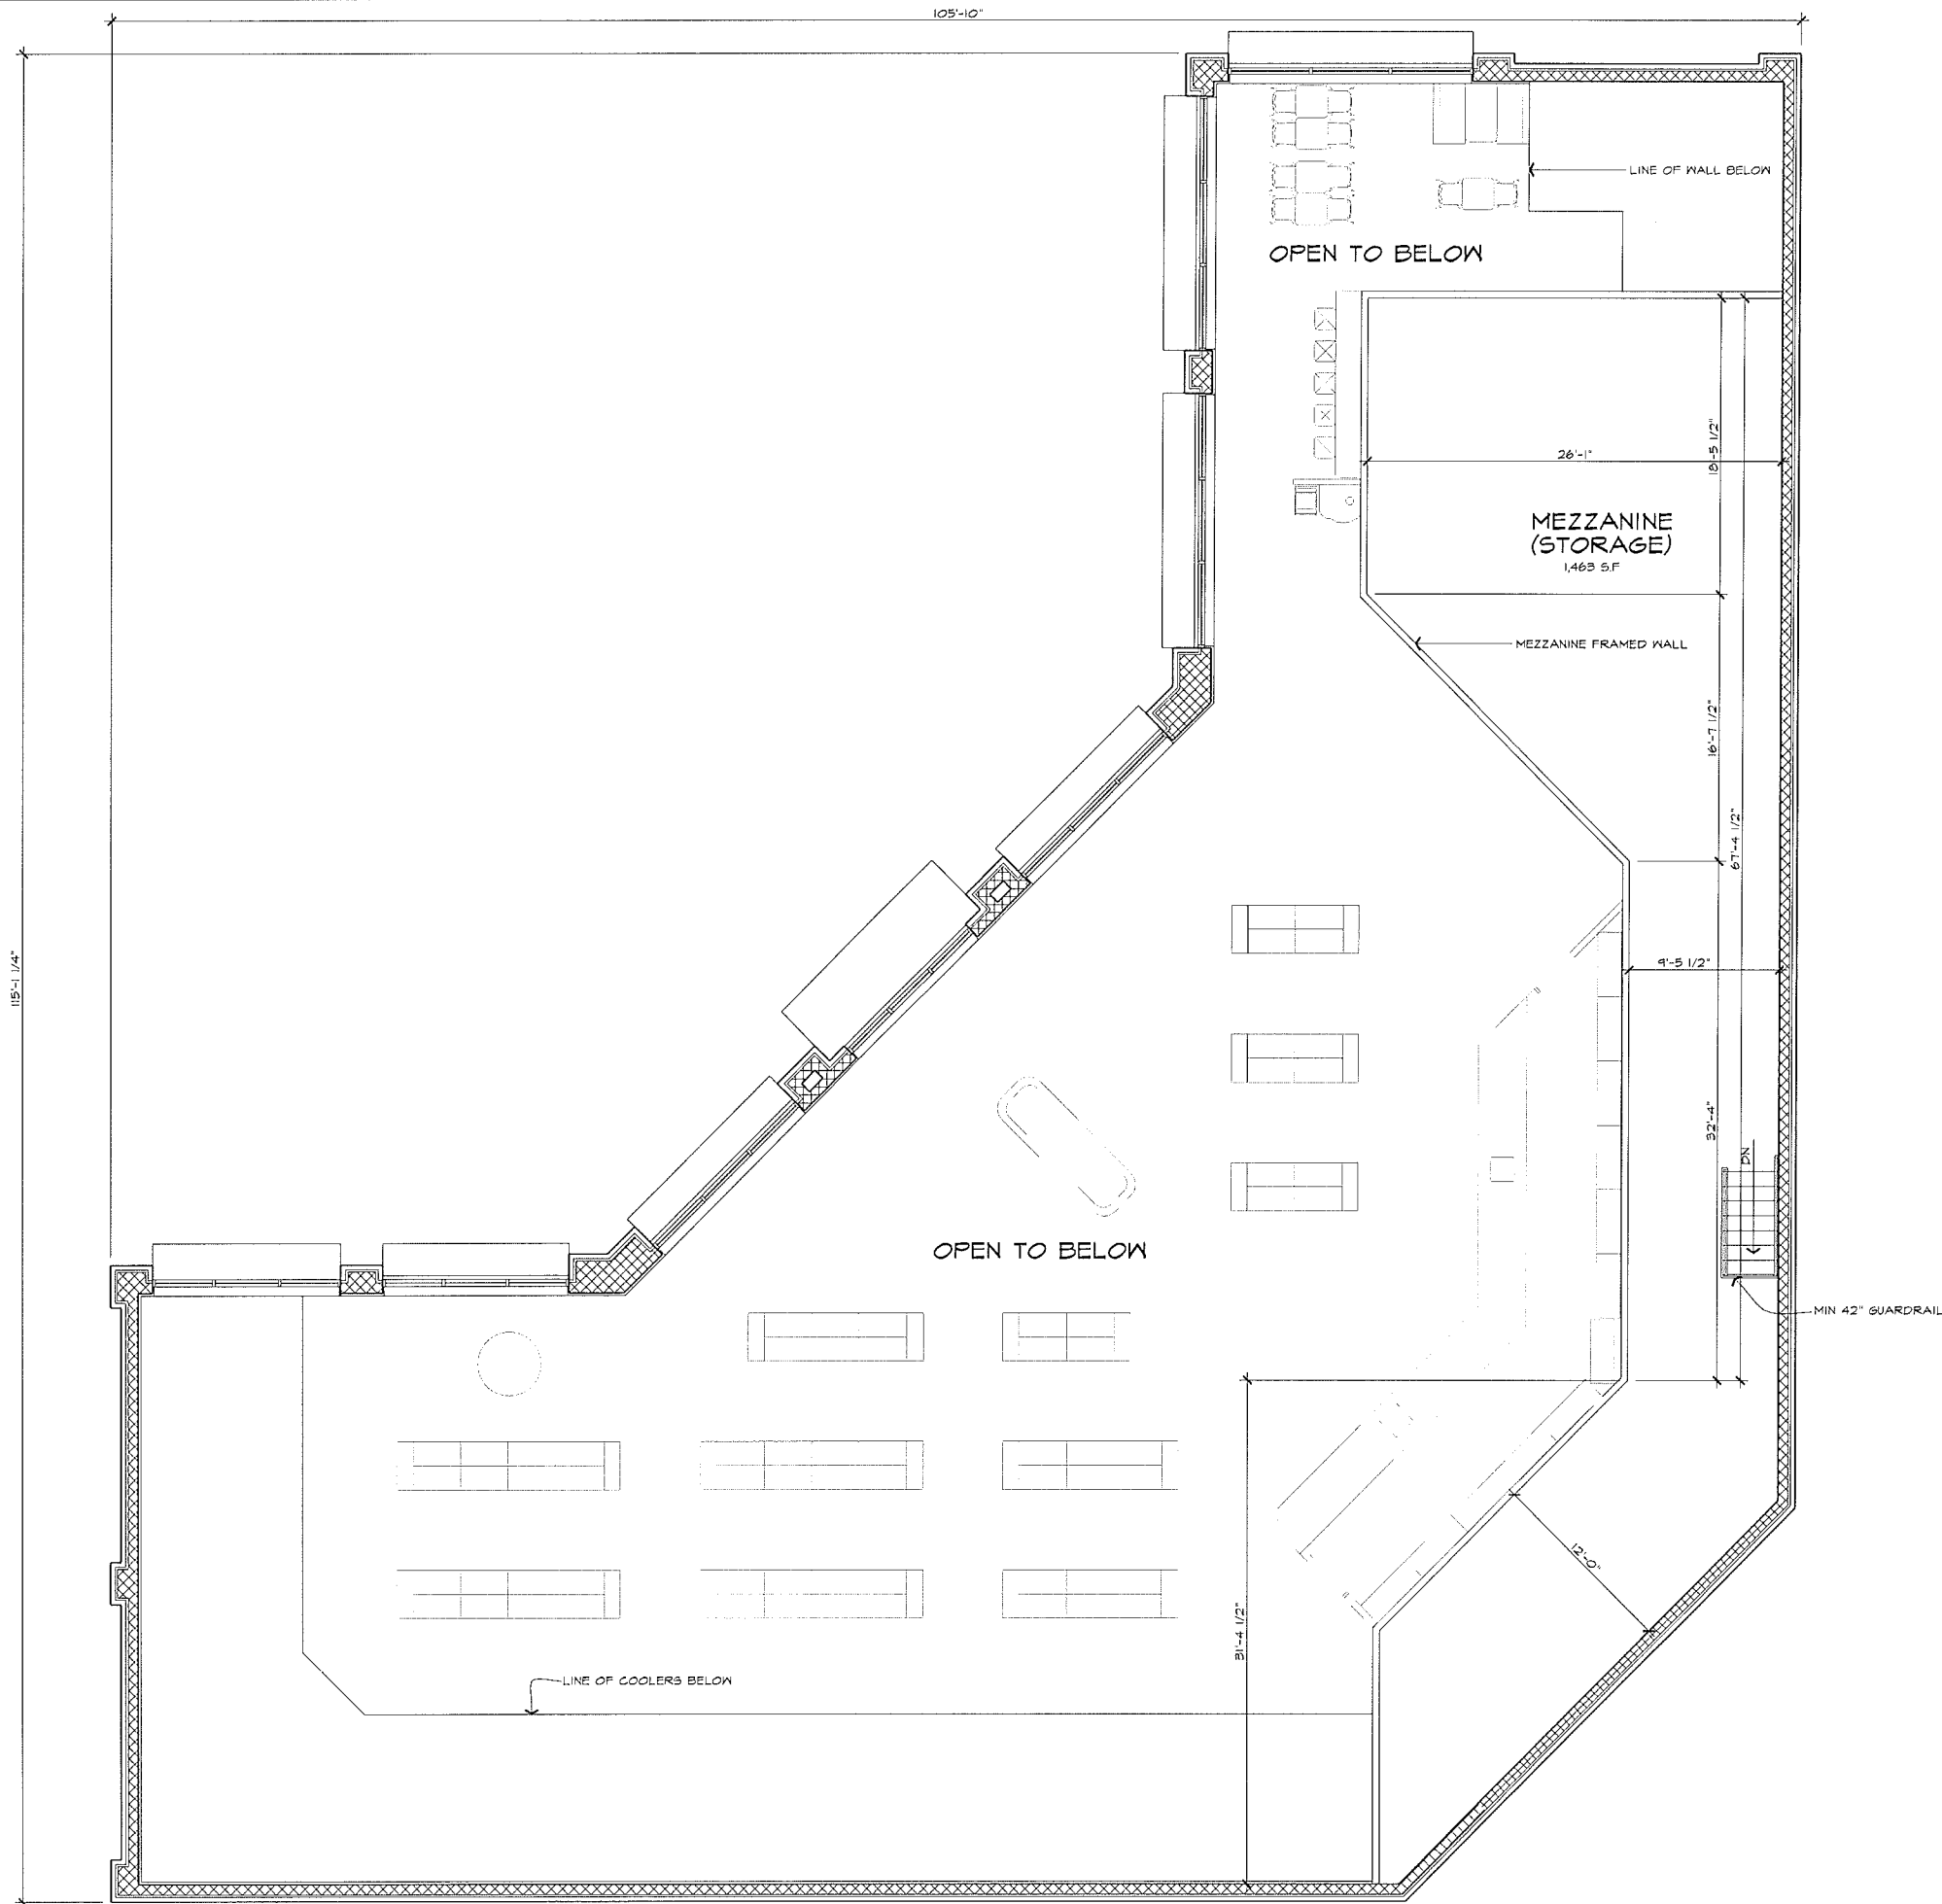 105'-10"
LINE OF WALL BELOW
OPEN TO BELOW
18'-5 1/2"
26'-1"
MEZZANINE
(STORAGE)
1,463 S.F
MEZZANINE FRAMED WALL
16'-7 1/2"
67'-4 1/2"
115'-1 1/4"
9'-5 1/2"
32'-4"
DN
OPEN TO BELOW
MIN 42" GUARDRAIL
12'-0"
31'-4 1/2"
LINE OF COOLERS BELOW